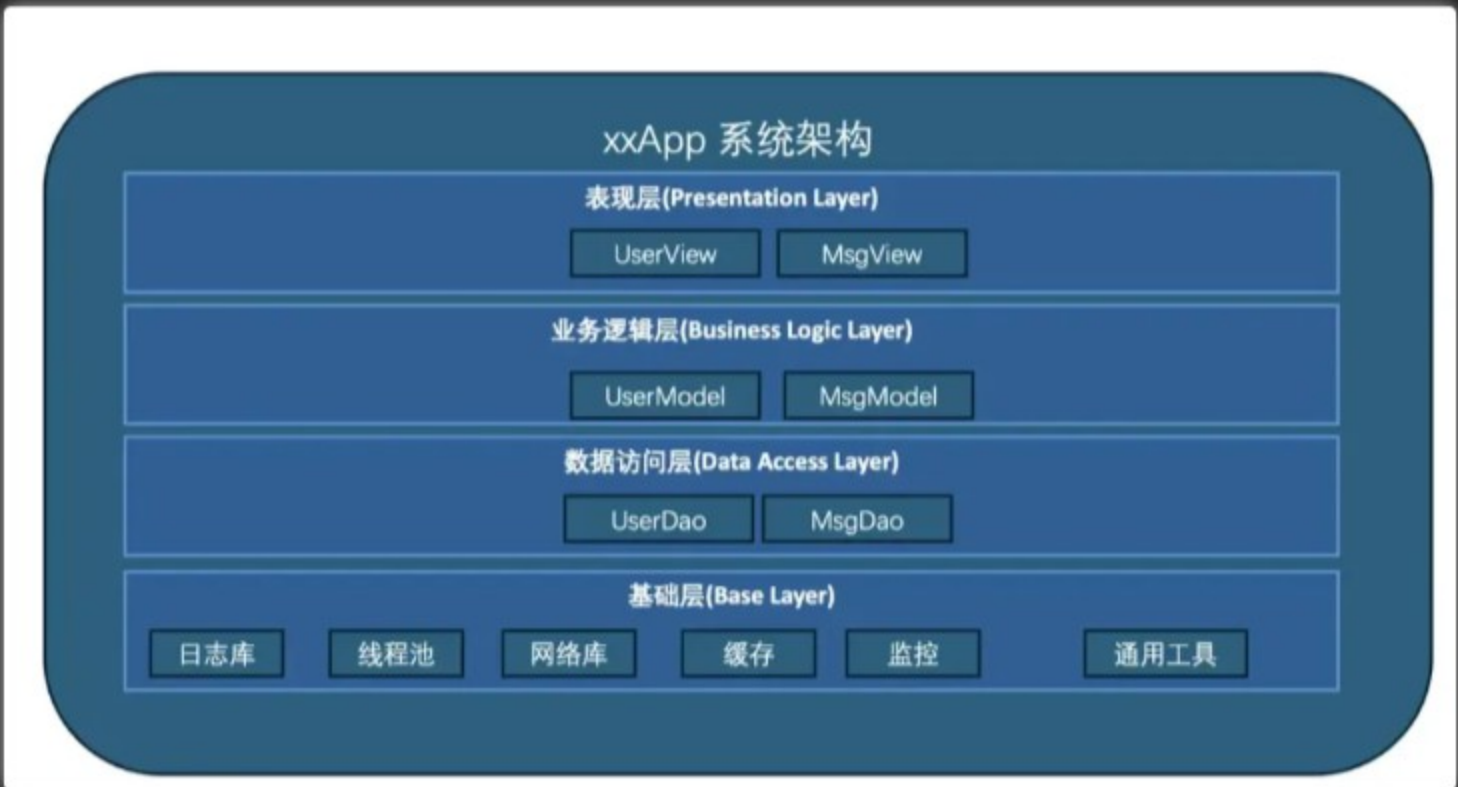 xxApp 系统架构
表现层(Presentation Layer)
UserView MsgView
业务逻辑层(Business Logic Layer)
UserModel MsgModel
数据访问层(Data Access Layer)
UserDao MsgDao
基础层(Base Layer)
日志库 线程池 网络库 缓存 监控 通用工具